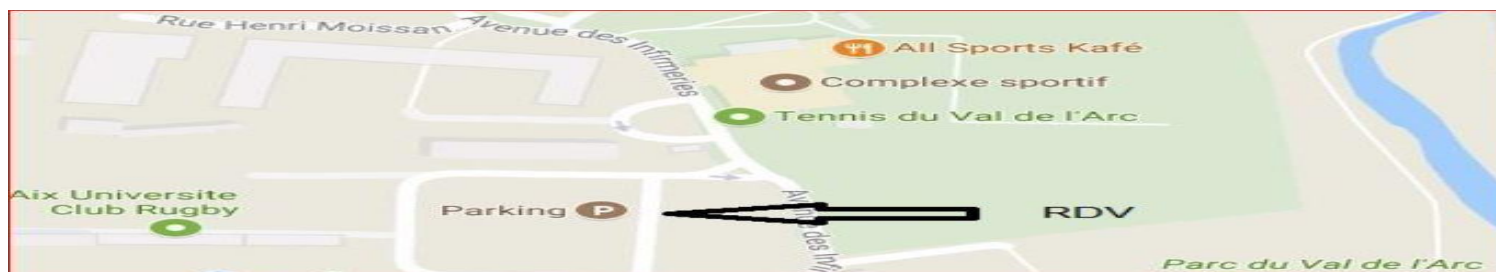 Rue Henri Moissan
Avenue des Infirmeries
All Sports Kafé
Complexe sportif
Tennis du Val de l'Arc
Aix Universite
Club Rugby
Parking P
RDV
Avenue des Infi
Parc du Val de l'Arc